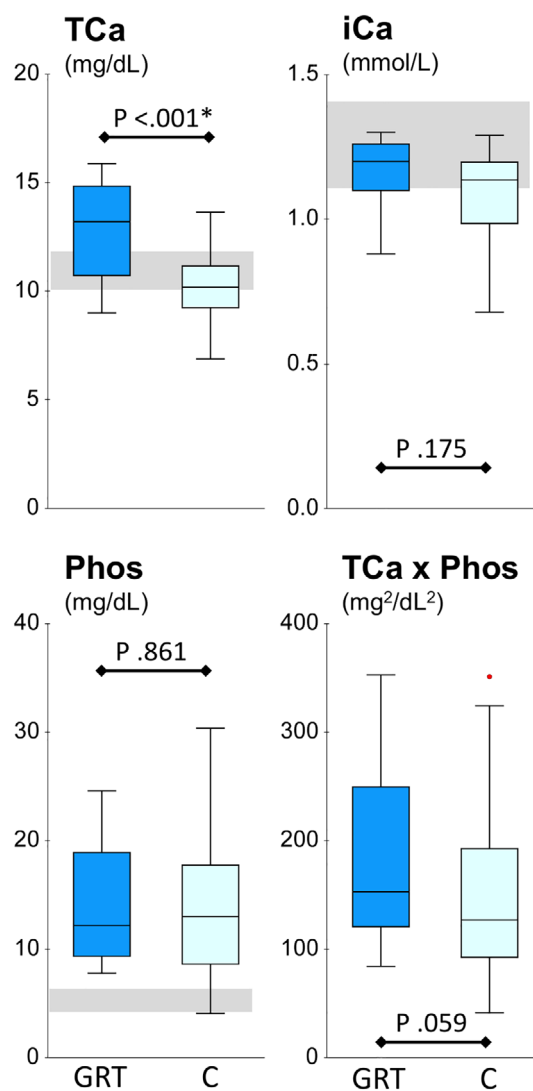 TCa
(mg/dL)
20
15
10
5
0
P <.001*
iCa
(mmol/L)
1.5
1.0
0.5
0.0
P .175
Phos
(mg/dL)
40
30
20
10
0
P .861
GRT C
TCa x Phos
(mg²/dL²)
400
300
200
100
0
P .059
GRT C